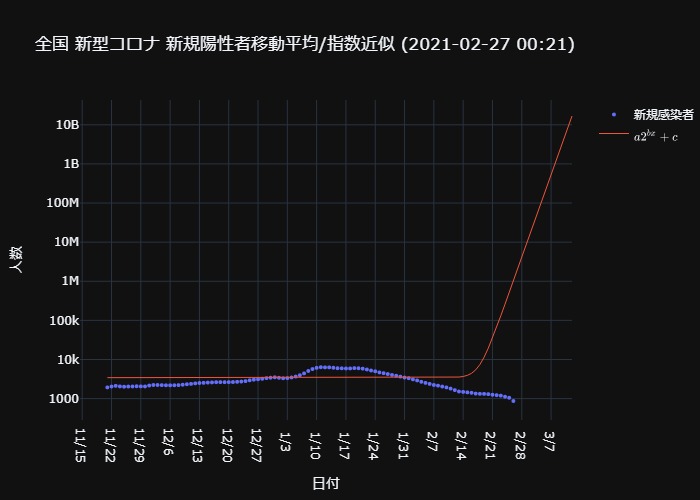 全国 新型コロナ 新規陽性者移動平均/指数近似 (2021-02-27 00:21)
新規感染者
a2^{bx} + c
10B
1B
100M
10M
1M
100k
10k
1000
人数
11/15
11/22
11/29
12/6
12/13
12/20
12/27
1/3
1/10
1/17
1/24
1/31
2/7
2/14
2/21
2/28
3/7
日付